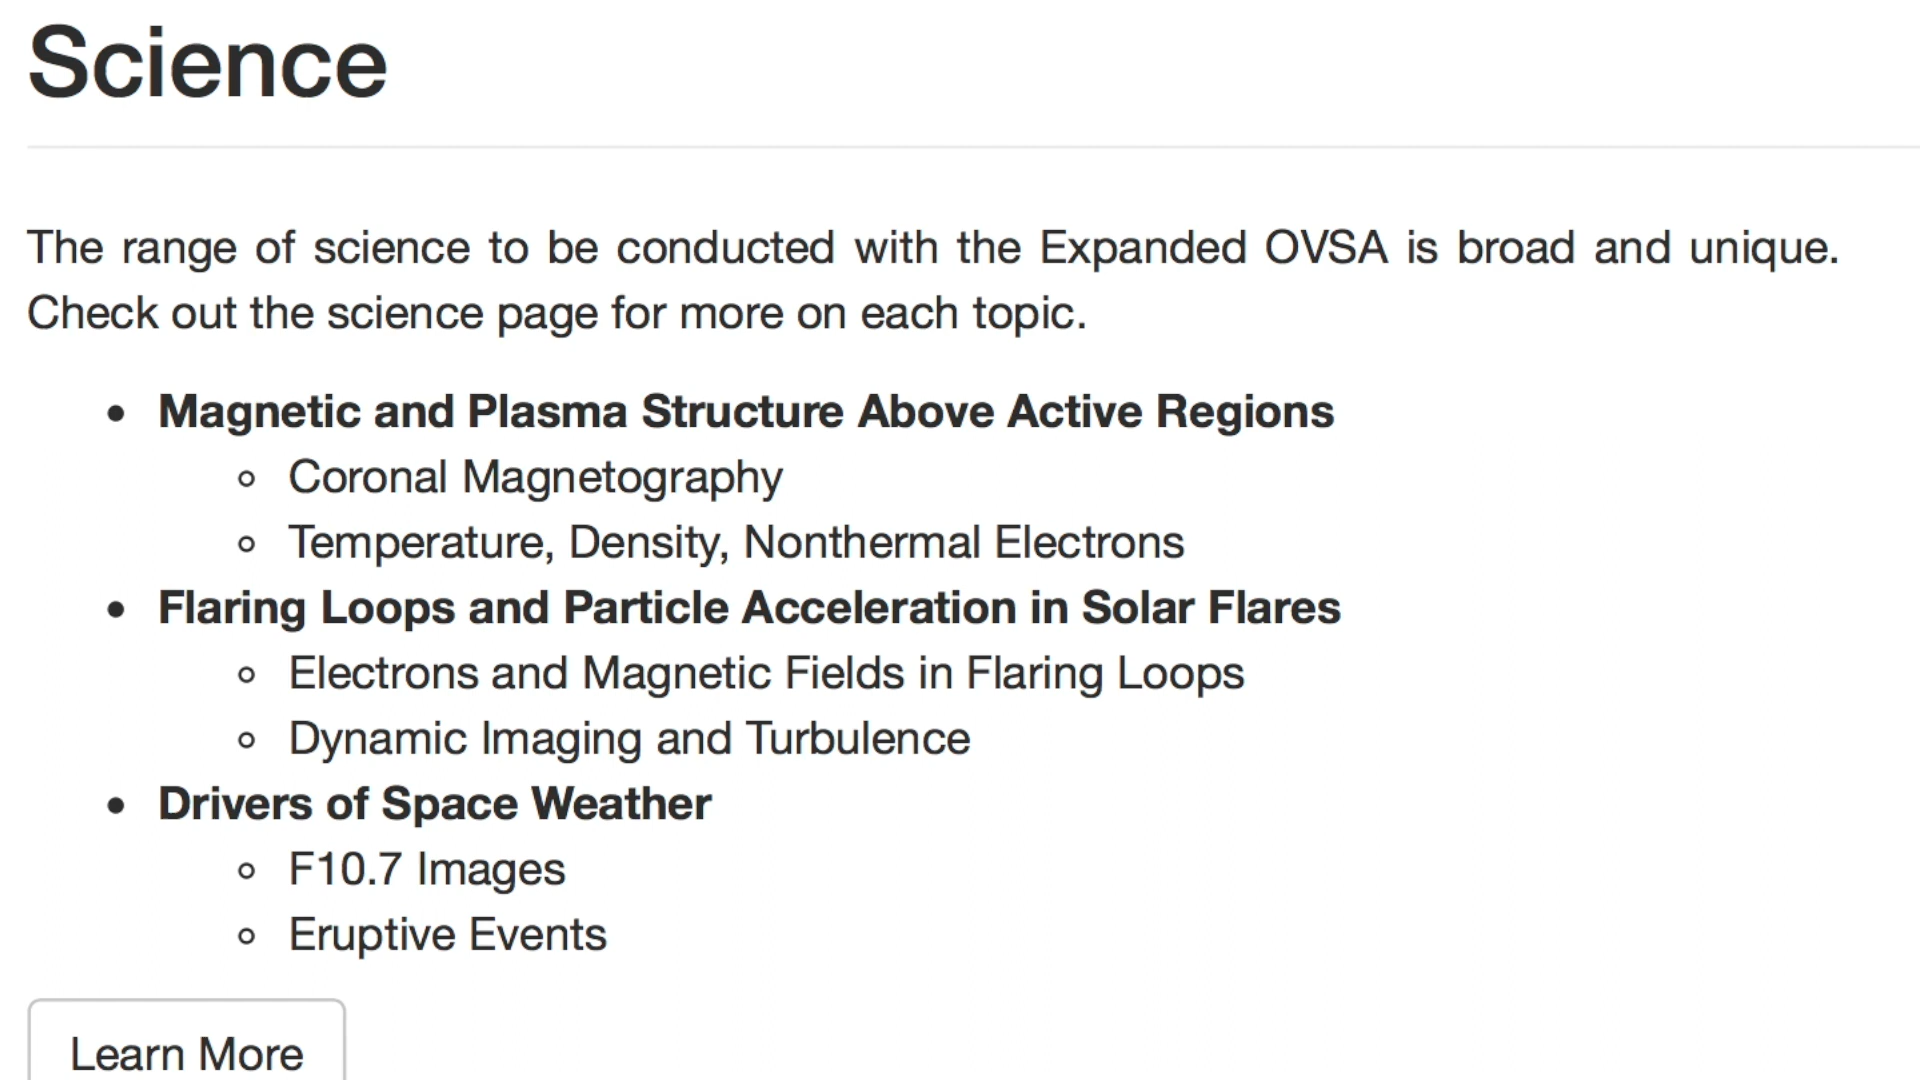 Science
The range of science to be conducted with the Expanded OVSA is broad and unique.
Check out the science page for more on each topic.
Magnetic and Plasma Structure Above Active Regions
Coronal Magnetography
Temperature, Density, Nonthermal Electrons
Flaring Loops and Particle Acceleration in Solar Flares
Electrons and Magnetic Fields in Flaring Loops
Dynamic Imaging and Turbulence
Drivers of Space Weather
F10.7 Images
Eruptive Events
Learn More